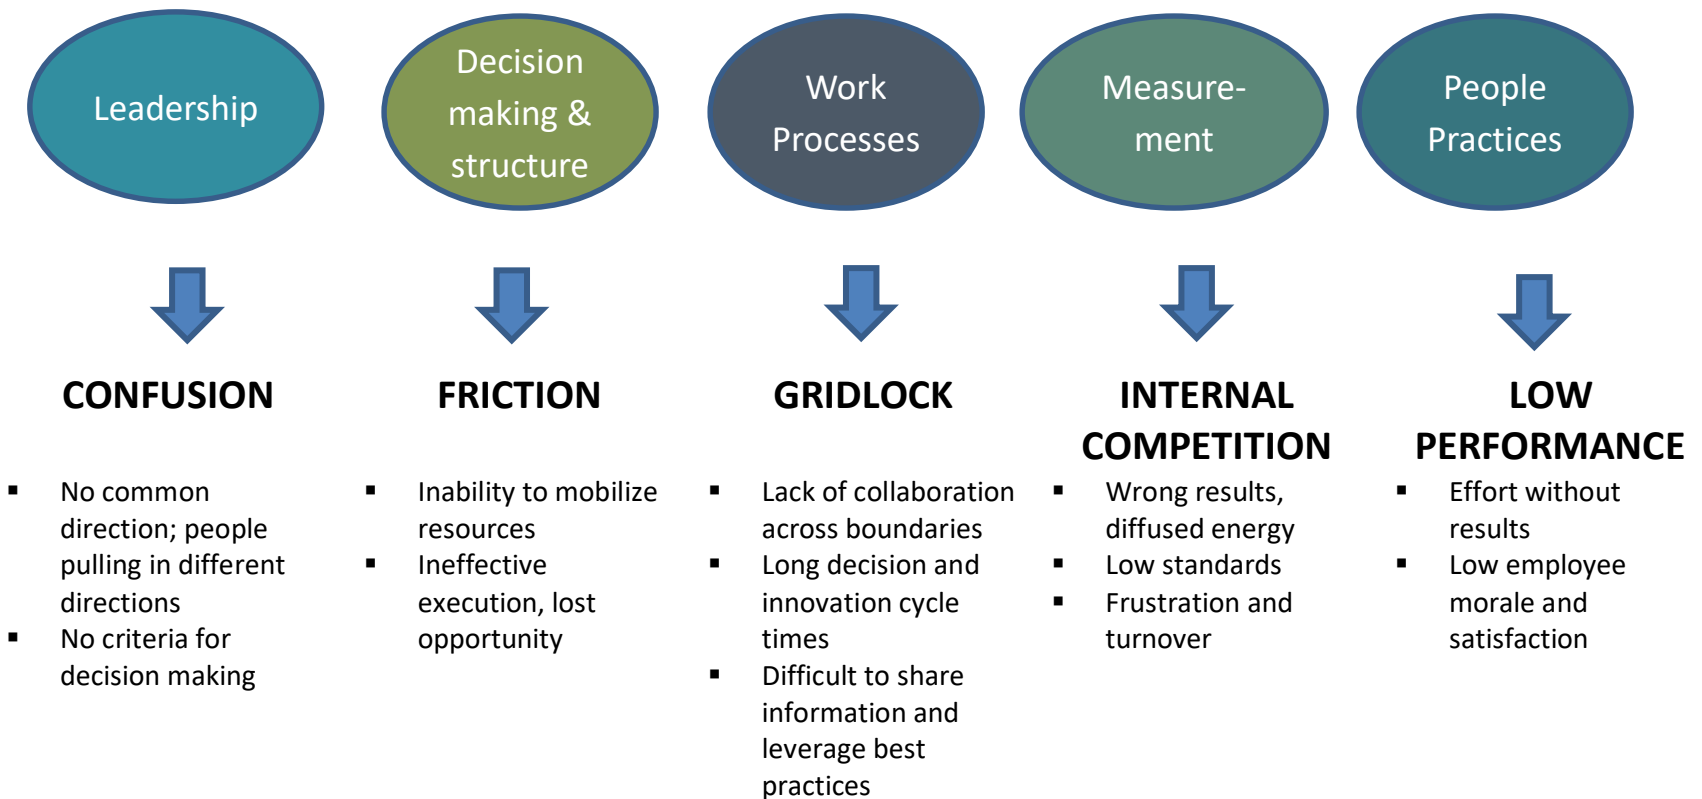 Leadership
Decision
making &
structure
Work
Processes
Measure-
ment
People
Practices
CONFUSION
FRICTION
GRIDLOCK
INTERNAL
COMPETITION
LOW
PERFORMANCE
▪ No common
direction; people
pulling in different
directions
▪ No criteria for
decision making
▪ Inability to mobilize
resources
▪ Ineffective
execution, lost
opportunity
▪ Lack of collaboration
across boundaries
▪ Long decision and
innovation cycle
times
▪ Difficult to share
information and
leverage best
practices
▪ Wrong results,
diffused energy
▪ Low standards
▪ Frustration and
turnover
▪ Effort without
results
▪ Low employee
morale and
satisfaction